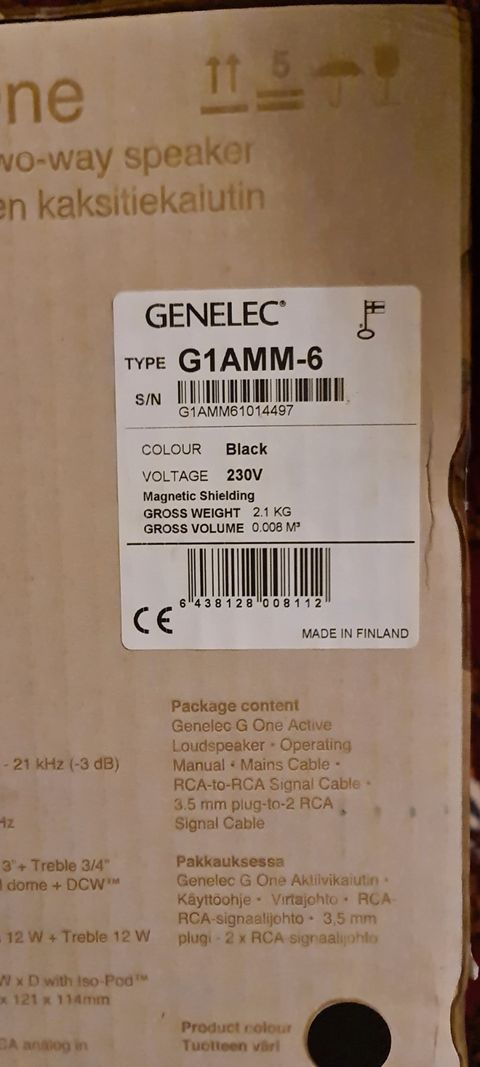 ne
wo-way speaker
en kaksitiekaiutin
5
GENELEC®
TYPE G1AMM-6
S/N
G1AMM61014497
COLOUR Black
VOLTAGE 230V
Magnetic Shielding
GROSS WEIGHT 2.1 KG
GROSS VOLUME 0.008 M³
6 438128 008112
CE
MADE IN FINLAND
Package content
Genelec G One Active
Loudspeaker • Operating
Manual • Mains Cable •
RCA-to-RCA Signal Cable •
3.5 mm plug-to-2 RCA
Signal Cable
- 21 kHz (-3 dB)
Hz
3"+ Treble 3/4"
l dome + DCW™
12 W + Treble 12 W
W x D with Iso-Pod™
x 121 x 114mm
CA analog in
Pakkauksessa
Genelec G One Aktiivikaiutin •
Käyttöohje • Virtajohto • RCA-
RCA-signaalijohto • 3,5 mm
plugi - 2 x RCA signaalijohto
Product colour
Tuotteen väri